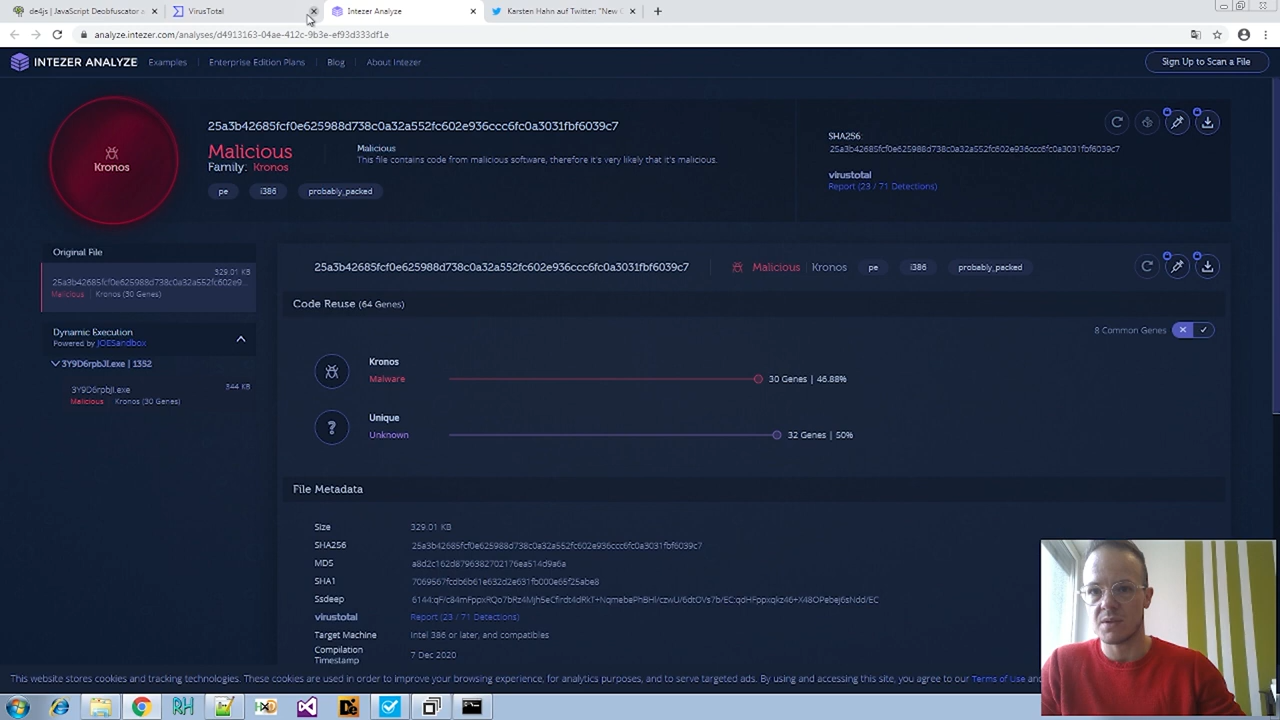 de4js | JavaScript Deobfuscator a
VirusTotal
Intezer Analyze
Karsten Hahn auf Twitter: "New G
analyze.intezer.com/analyses/d4913163-04ae-412c-9b3e-ef93d333df1e
INTEZER ANALYZE
Examples
Enterprise Edition Plans
Blog
About Intezer
Sign Up to Scan a File
Kronos
25a3b42685fcf0e625988d738c0a32a552fc602e936ccc6fc0a3031fbf6039c7
Malicious
Family: Kronos
pe
i386
probably_packed
Malicious
This file contains code from malicious software, therefore it's very likely that it's malicious.
SHA256:
25a3b42685fcf0e625988d738c0a32a552fc602e936ccc6fc0a3031fbf6039c7
virustotal
Report (23 / 71 Detections)
Original File
329.01 KB
25a3b42685fcf0e625988d738c0a32a552fc602e9...
Malicious | Kronos (30 Genes)
Dynamic Execution
Powered by JOESandbox
3Y9D6rpbJl.exe | 1352
3Y9D6rpbJl.exe
344 KB
Malicious | Kronos (30 Genes)
25a3b42685fcf0e625988d738c0a32a552fc602e936ccc6fc0a3031fbf6039c7
Malicious
Kronos
pe
i386
probably_packed
Code Reuse (64 Genes)
8 Common Genes
Kronos
Malware
30 Genes | 46.88%
?
Unique
Unknown
32 Genes | 50%
File Metadata
Size
329.01 KB
SHA256
25a3b42685fcf0e625988d738c0a32a552fc602e936ccc6fc0a3031fbf6039c7
MD5
a8d2c162d8796382702176ea514d9a6a
SHA1
7069567fcdb6b61e632d2e631fb000e65f25abe8
Ssdeep
virustotal
Report (23 / 71 Detections)
Target Machine
Intel 386 or later, and compatibles
Compilation
Timestamp
7 Dec 2020
This website stores cookies and tracking technologies. These cookies are used in order to improve your browsing experience, for analytics purposes, and to serve targeted ads. By accessing this site, you agree to our Terms of Use